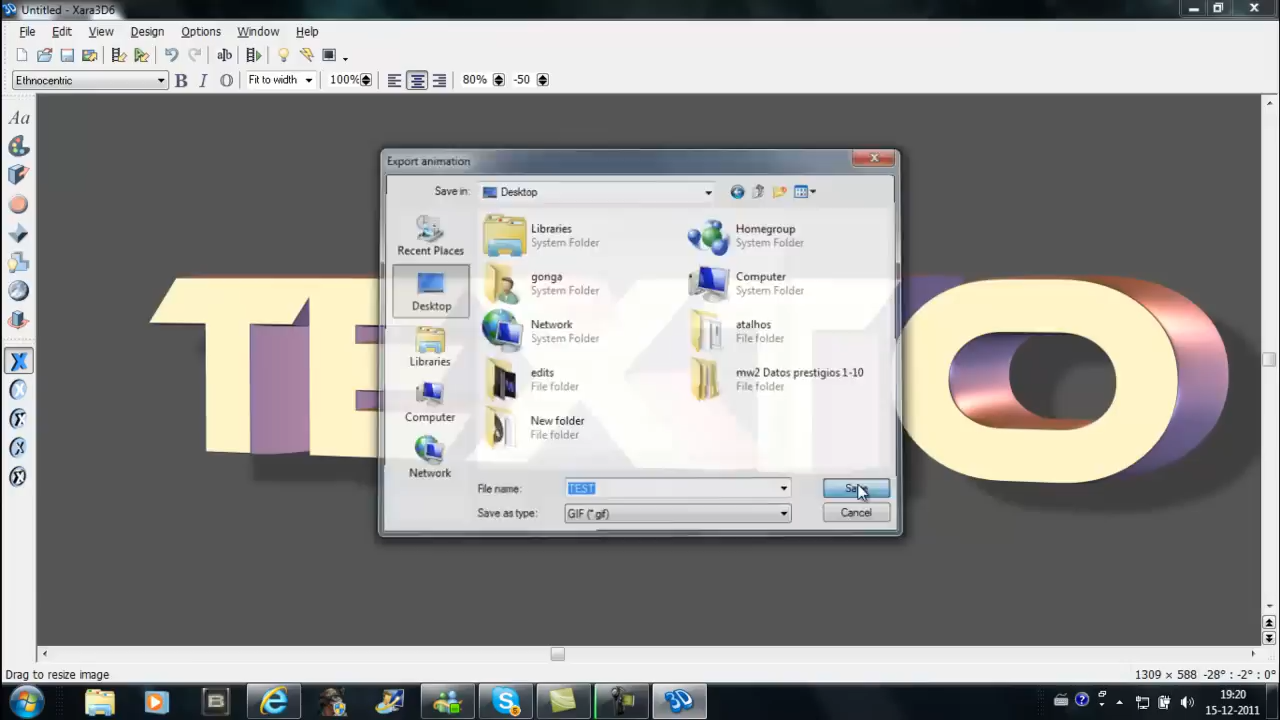 Untitled - Xara3D6
File Edit View Design Options Window Help
Ethnocentric B I O Fit to width 100% 80% -50
Aa
Export animation
Save in: Desktop
Recent Places
Desktop
Libraries
Computer
Network
Libraries
System Folder
Homegroup
System Folder
gonga
System Folder
Computer
System Folder
Network
System Folder
atalhos
File folder
edits
File folder
mw2 Datos prestigios 1-10
File folder
New folder
File folder
File name: TEST Save
Save as type: GIF (*.gif) Cancel
TEXTO
Drag to resize image 1309 × 588 -28° : -2° : 0°
19:20
15-12-2011